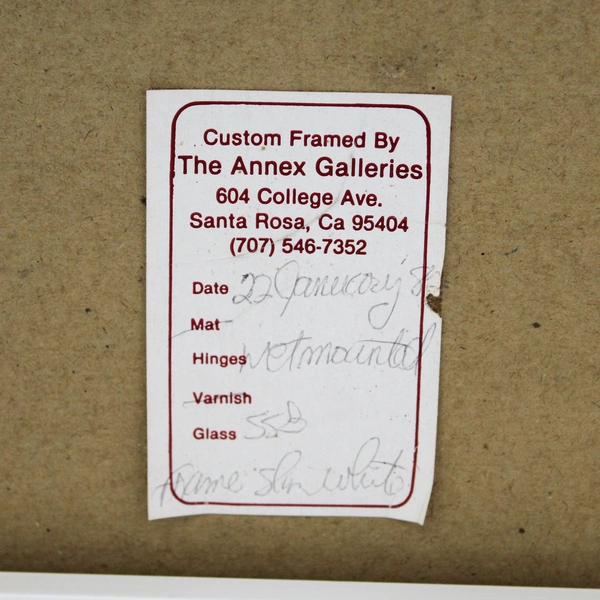 Custom Framed By
The Annex Galleries
604 College Ave.
Santa Rosa, Ca 95404
(707) 546-7352
Date 22 January
Mat
Hinges wetmounted
Varnish
Glass SSB
Frame slim white